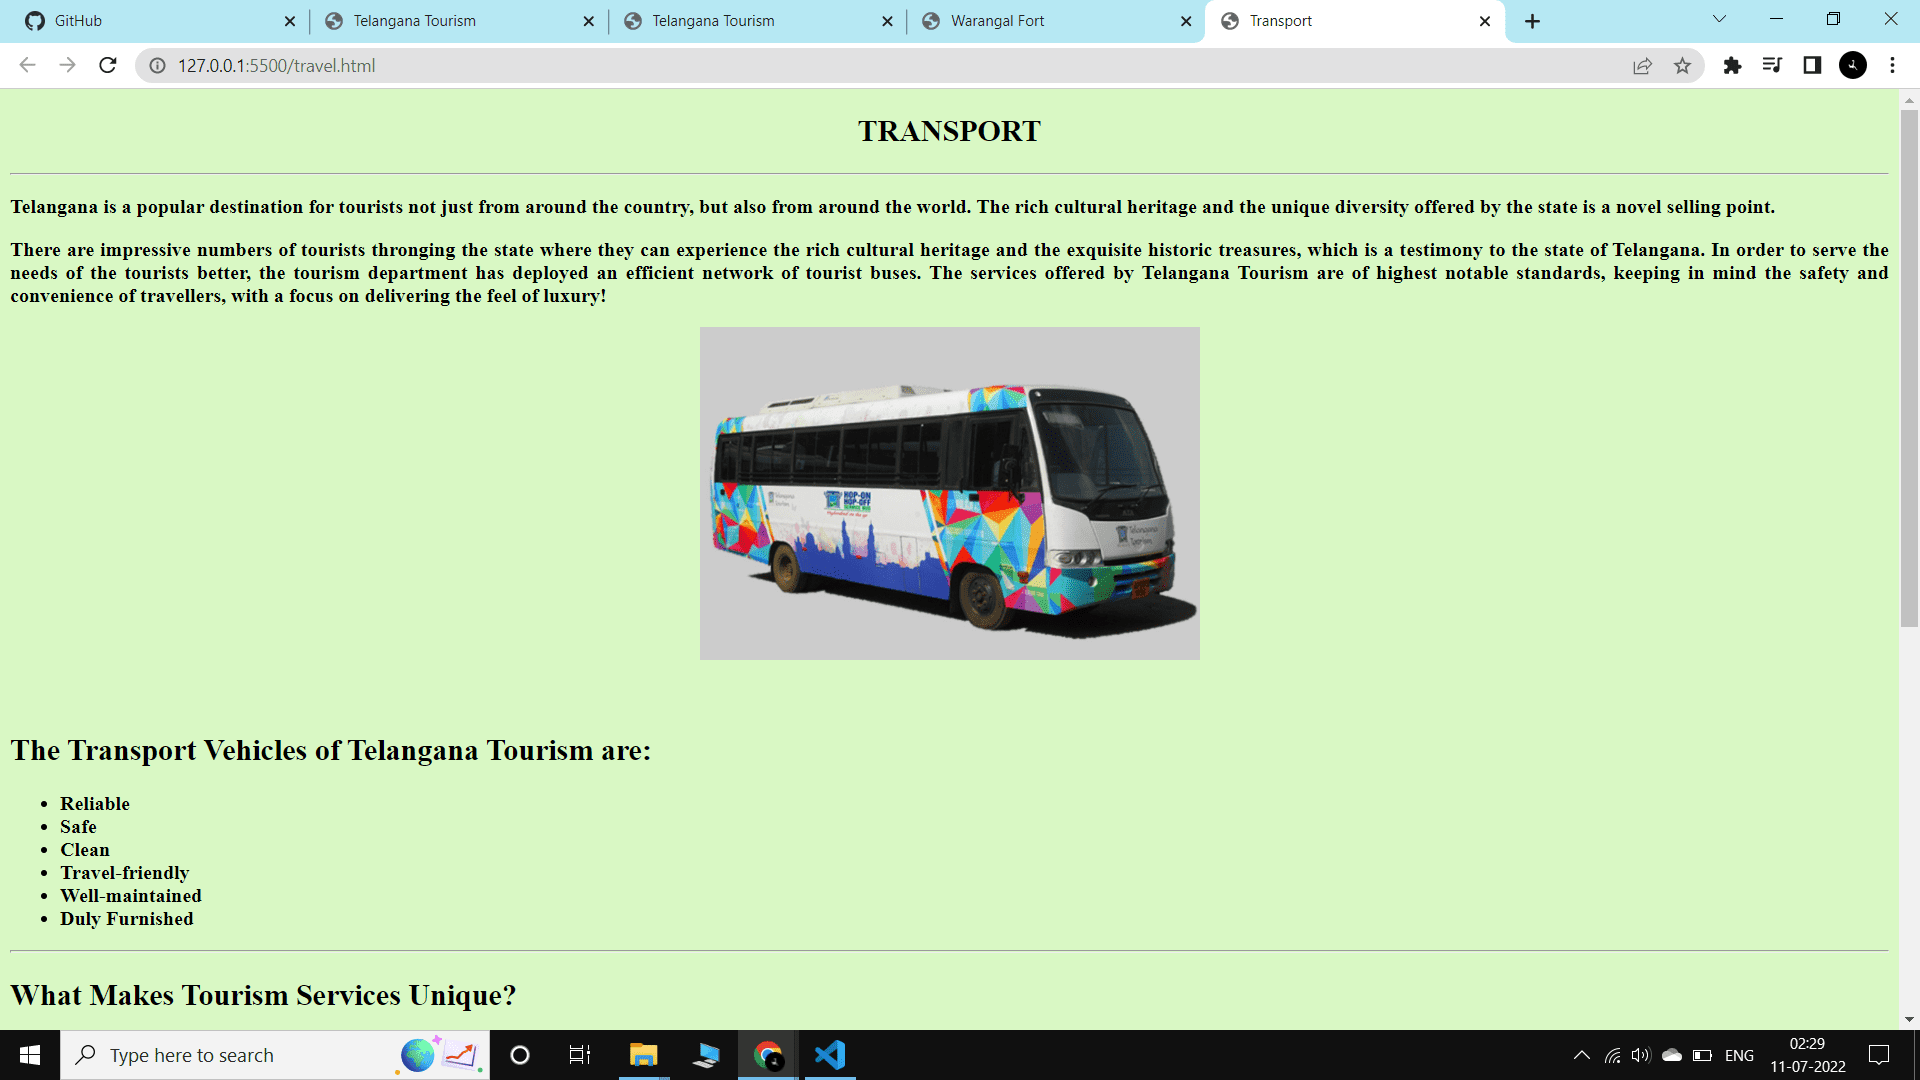 GitHub
Telangana Tourism
Telangana Tourism
Warangal Fort
Transport
127.0.0.1:5500/travel.html
TRANSPORT
Telangana is a popular destination for tourists not just from around the country, but also from around the world. The rich cultural heritage and the unique diversity offered by the state is a novel selling point.
There are impressive numbers of tourists thronging the state where they can experience the rich cultural heritage and the exquisite historic treasures, which is a testimony to the state of Telangana. In order to serve the
needs of the tourists better, the tourism department has deployed an efficient network of tourist buses. The services offered by Telangana Tourism are of highest notable standards, keeping in mind the safety and
convenience of travellers, with a focus on delivering the feel of luxury!
HOP-ON
HOP-OFF
Telangana
Tourism
The Transport Vehicles of Telangana Tourism are:
• Reliable
• Safe
• Clean
• Travel-friendly
• Well-maintained
• Duly Furnished
What Makes Tourism Services Unique?
Type here to search
ENG
02:29
11-07-2022